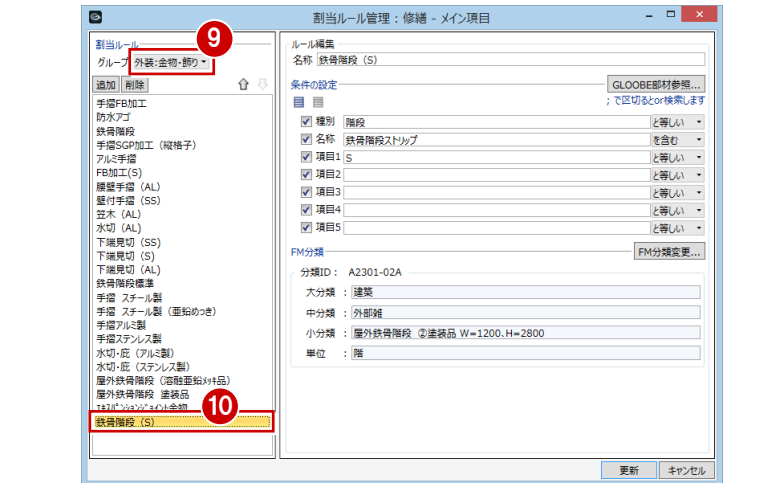 割当ルール管理：修繕 - メイン項目
割当ルール
9
グループ 外装:金物・飾り
追加 削除
手摺FB加工
防水アゴ
鉄骨階段
手摺SGP加工（縦格子）
アルミ手摺
FB加工(S)
腰壁手摺（AL）
壁付手摺（SS）
笠木（AL）
水切（AL）
下端見切（SS）
下端見切（S）
下端見切（AL）
鉄骨階段標準
手摺 スチール製
手摺 スチール製（亜鉛めっき）
手摺アルミ製
手摺ステンレス製
水切・庇（アルミ製）
水切・庇（ステンレス製）
屋外鉄骨階段（溶融亜鉛ﾒｯｷ品）
屋外鉄骨階段 塗装品
ｴｷｽﾊﾟﾝｼｮﾝｼﾞｮｲﾝﾄ金物
10
鉄骨階段（S）
ルール編集
名称 鉄骨階段（S）
条件の設定
GLOOBE部材参照...
; で区切るとor検索します
種別 階段 と等しい
名称 鉄骨階段ストリップ を含む
項目1 S と等しい
項目2 と等しい
項目3 と等しい
項目4 と等しい
項目5 と等しい
FM分類
FM分類変更...
分類ID： A2301-02A
大分類 ：建築
中分類 ：外部雑
小分類 ：屋外鉄骨階段 ②塗装品 W=1200、H=2800
単位 ：階
更新 キャンセル